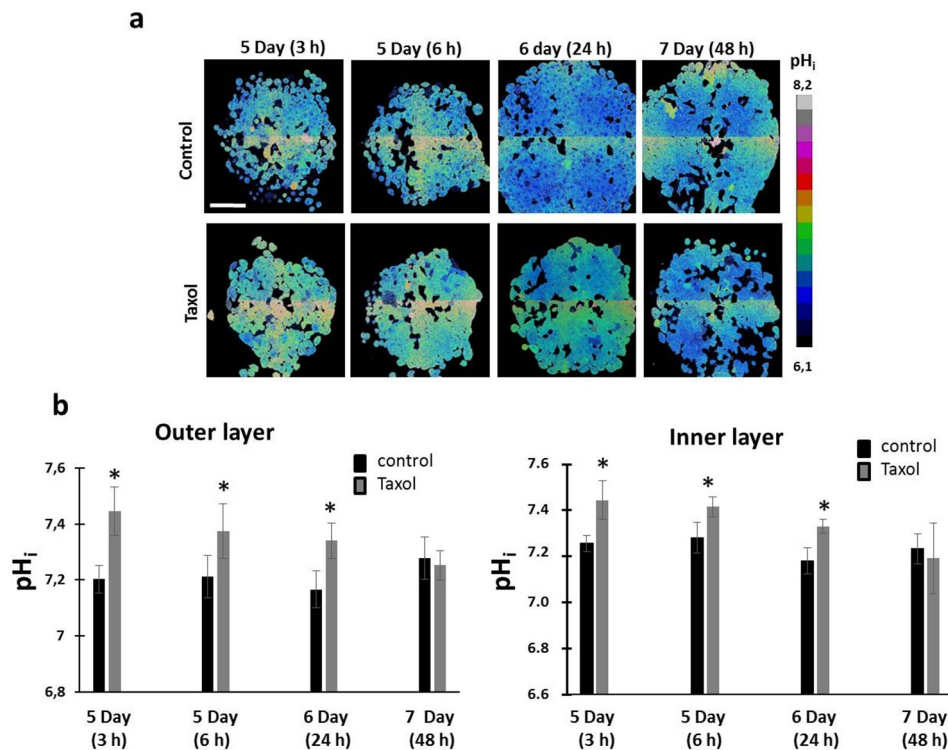 a
5 Day (3 h) 5 Day (6 h) 6 day (24 h) 7 Day (48 h)
pHi
8,2
Control
Taxol
6,1
b
Outer layer
control
Taxol
pHi
7,6
7,4
7,2
7
6,8
5 Day 5 Day 6 Day 7 Day
(3 h) (6 h) (24 h) (48 h)
* * *
Inner layer
control
Taxol
pHi
7.6
7.4
7.2
7.0
6.8
6.6
5 Day 5 Day 6 Day 7 Day
(3 h) (6 h) (24 h) (48 h)
* * *